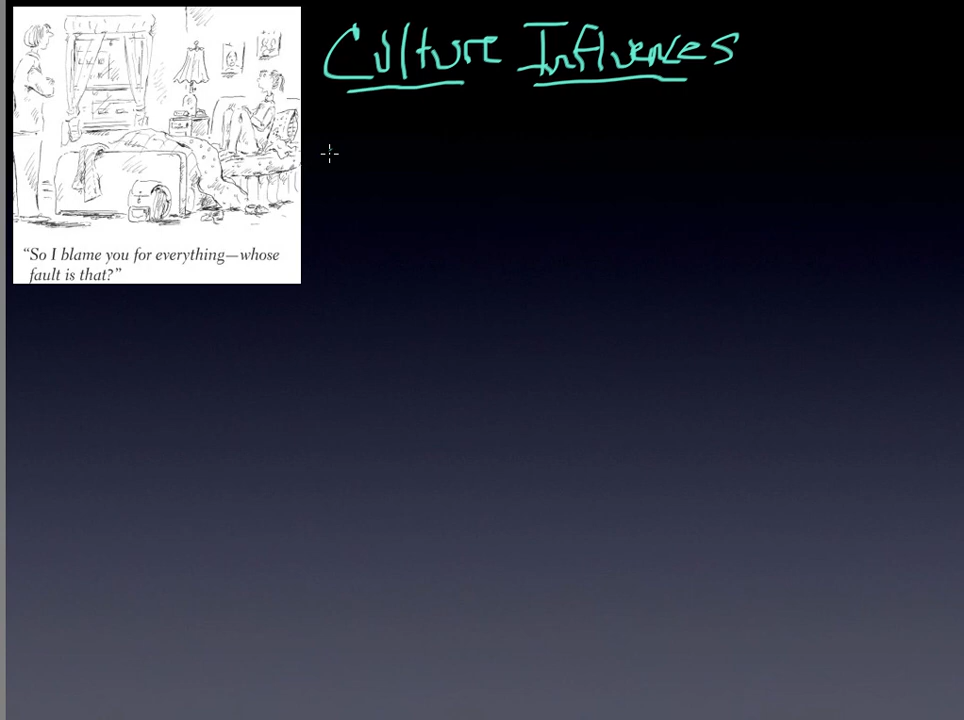 Culture Influences
“So I blame you for everything—whose
fault is that?”